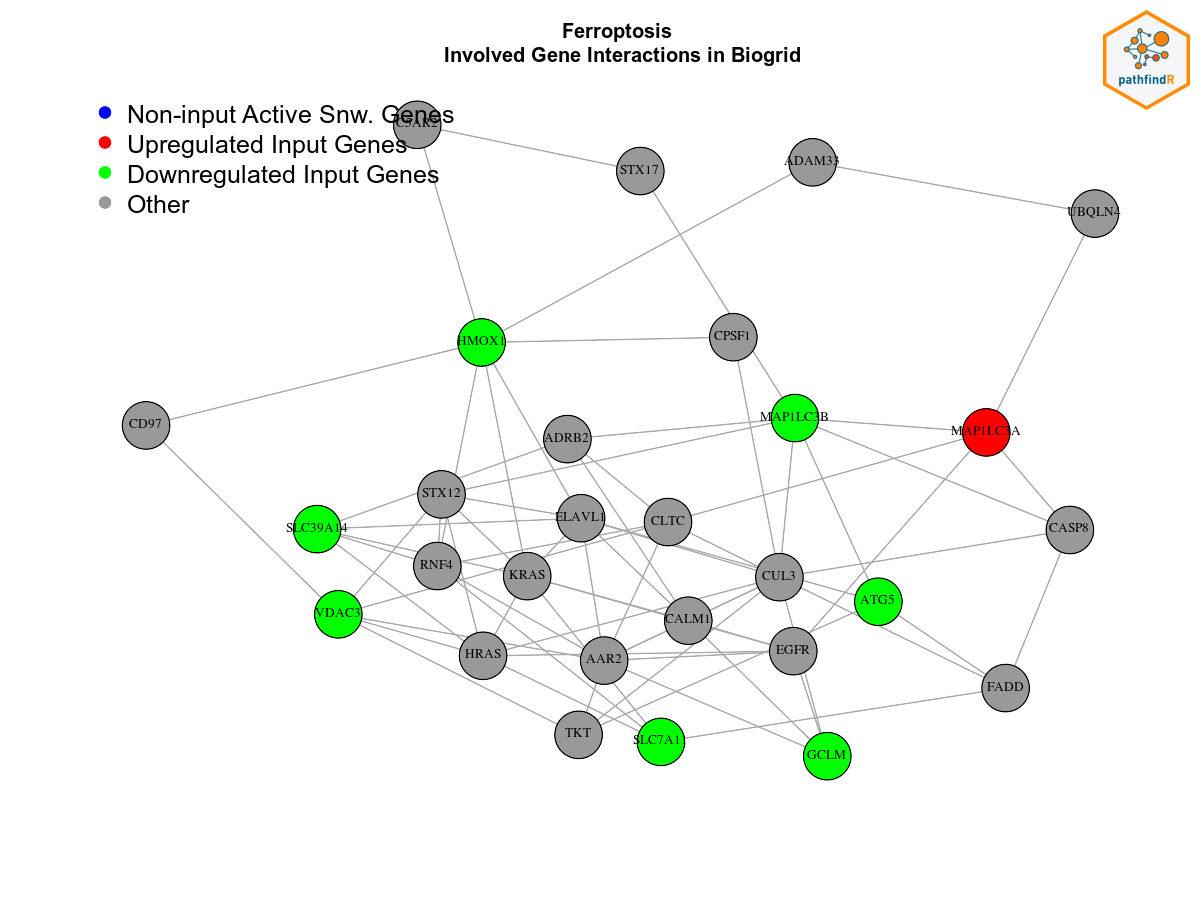 Ferroptosis
Involved Gene Interactions in Biogrid
pathfindR
Non-input Active Snw. Genes
Upregulated Input Genes
Downregulated Input Genes
Other
C5AR2
STX17
ADAM33
UBQLN4
HMOX1
CPSF1
CD97
MAP1LC3B
MAP1LC3A
ADRB2
STX12
SLC39A14
ELAVL1
CLTC
CASP8
RNF4
KRAS
CUL3
VDAC3
ATG5
CALM1
HRAS
AAR2
EGFR
FADD
TKT
SLC7A11
GCLM